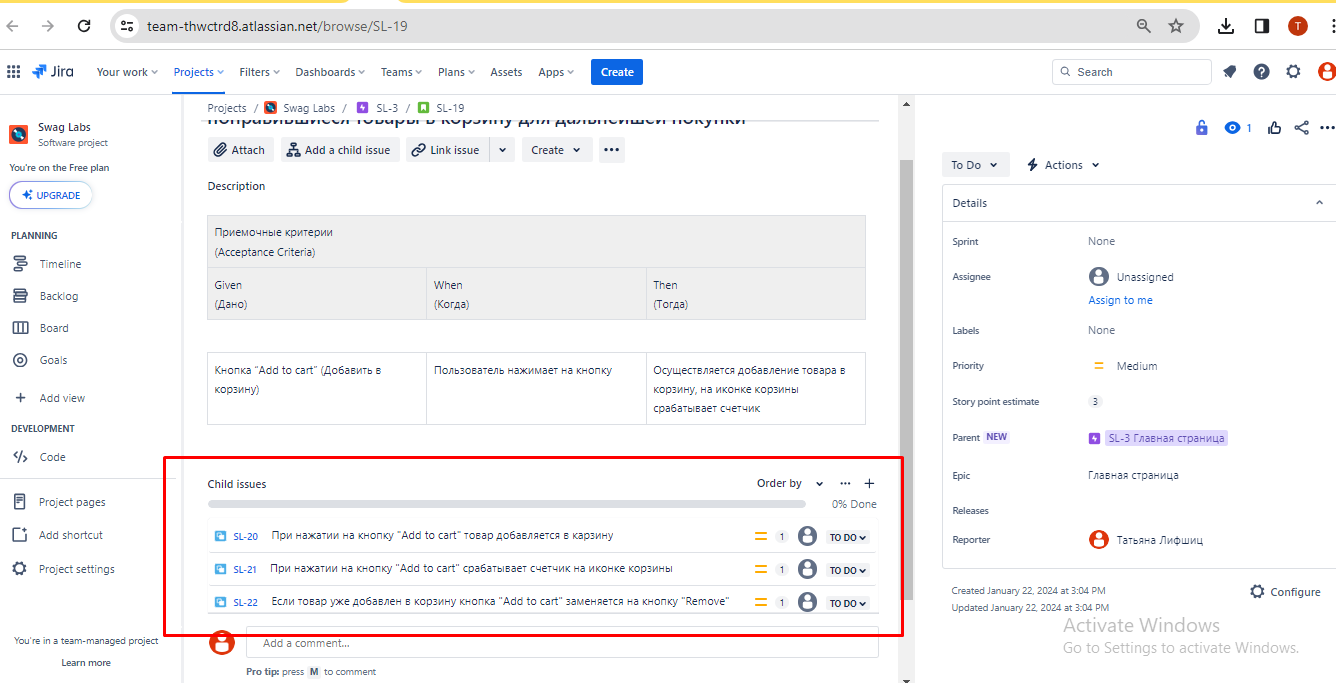 team-thwctrd8.atlassian.net/browse/SL-19
T
Jira Your work Projects Filters Dashboards Teams Plans Assets Apps Create Search
Projects / Swag Labs / SL-3 / SL-19
понравившиеся товары в корзину для дальнейшей покупки
Swag Labs
Software project
You're on the Free plan
UPGRADE
PLANNING
Timeline
Backlog
Board
Goals
Add view
DEVELOPMENT
Code
Project pages
Add shortcut
Project settings
You're in a team-managed project
Learn more
Attach Add a child issue Link issue Create
Description
Приемочные критерии
(Acceptance Criteria)
Given When Then
(Дано) (Когда) (Тогда)
Кнопка "Add to cart" (Добавить в
корзину)
Пользователь нажимает на кнопку
Осуществляется добавление товара в
корзину, на иконке корзины
срабатывает счетчик
Child issues Order by
0% Done
SL-20 При нажатии на кнопку "Add to cart" товар добавляется в карзину 1 TO DO
SL-21 При нажатии на кнопку "Add to cart" срабатывает счетчик на иконке корзины 1 TO DO
SL-22 Если товар уже добавлен в корзину кнопка "Add to cart" заменяется на кнопку "Remove" 1 TO DO
Add a comment...
Pro tip: press M to comment
1
To Do Actions
Details
Sprint None
Assignee Unassigned
Assign to me
Labels None
Priority Medium
Story point estimate 3
Parent NEW SL-3 Главная страница
Epic Главная страница
Releases
Reporter Татьяна Лифшиц
Created January 22, 2024 at 3:04 PM
Updated January 22, 2024 at 3:04 PM
Configure
Activate Windows
Go to Settings to activate Windows.